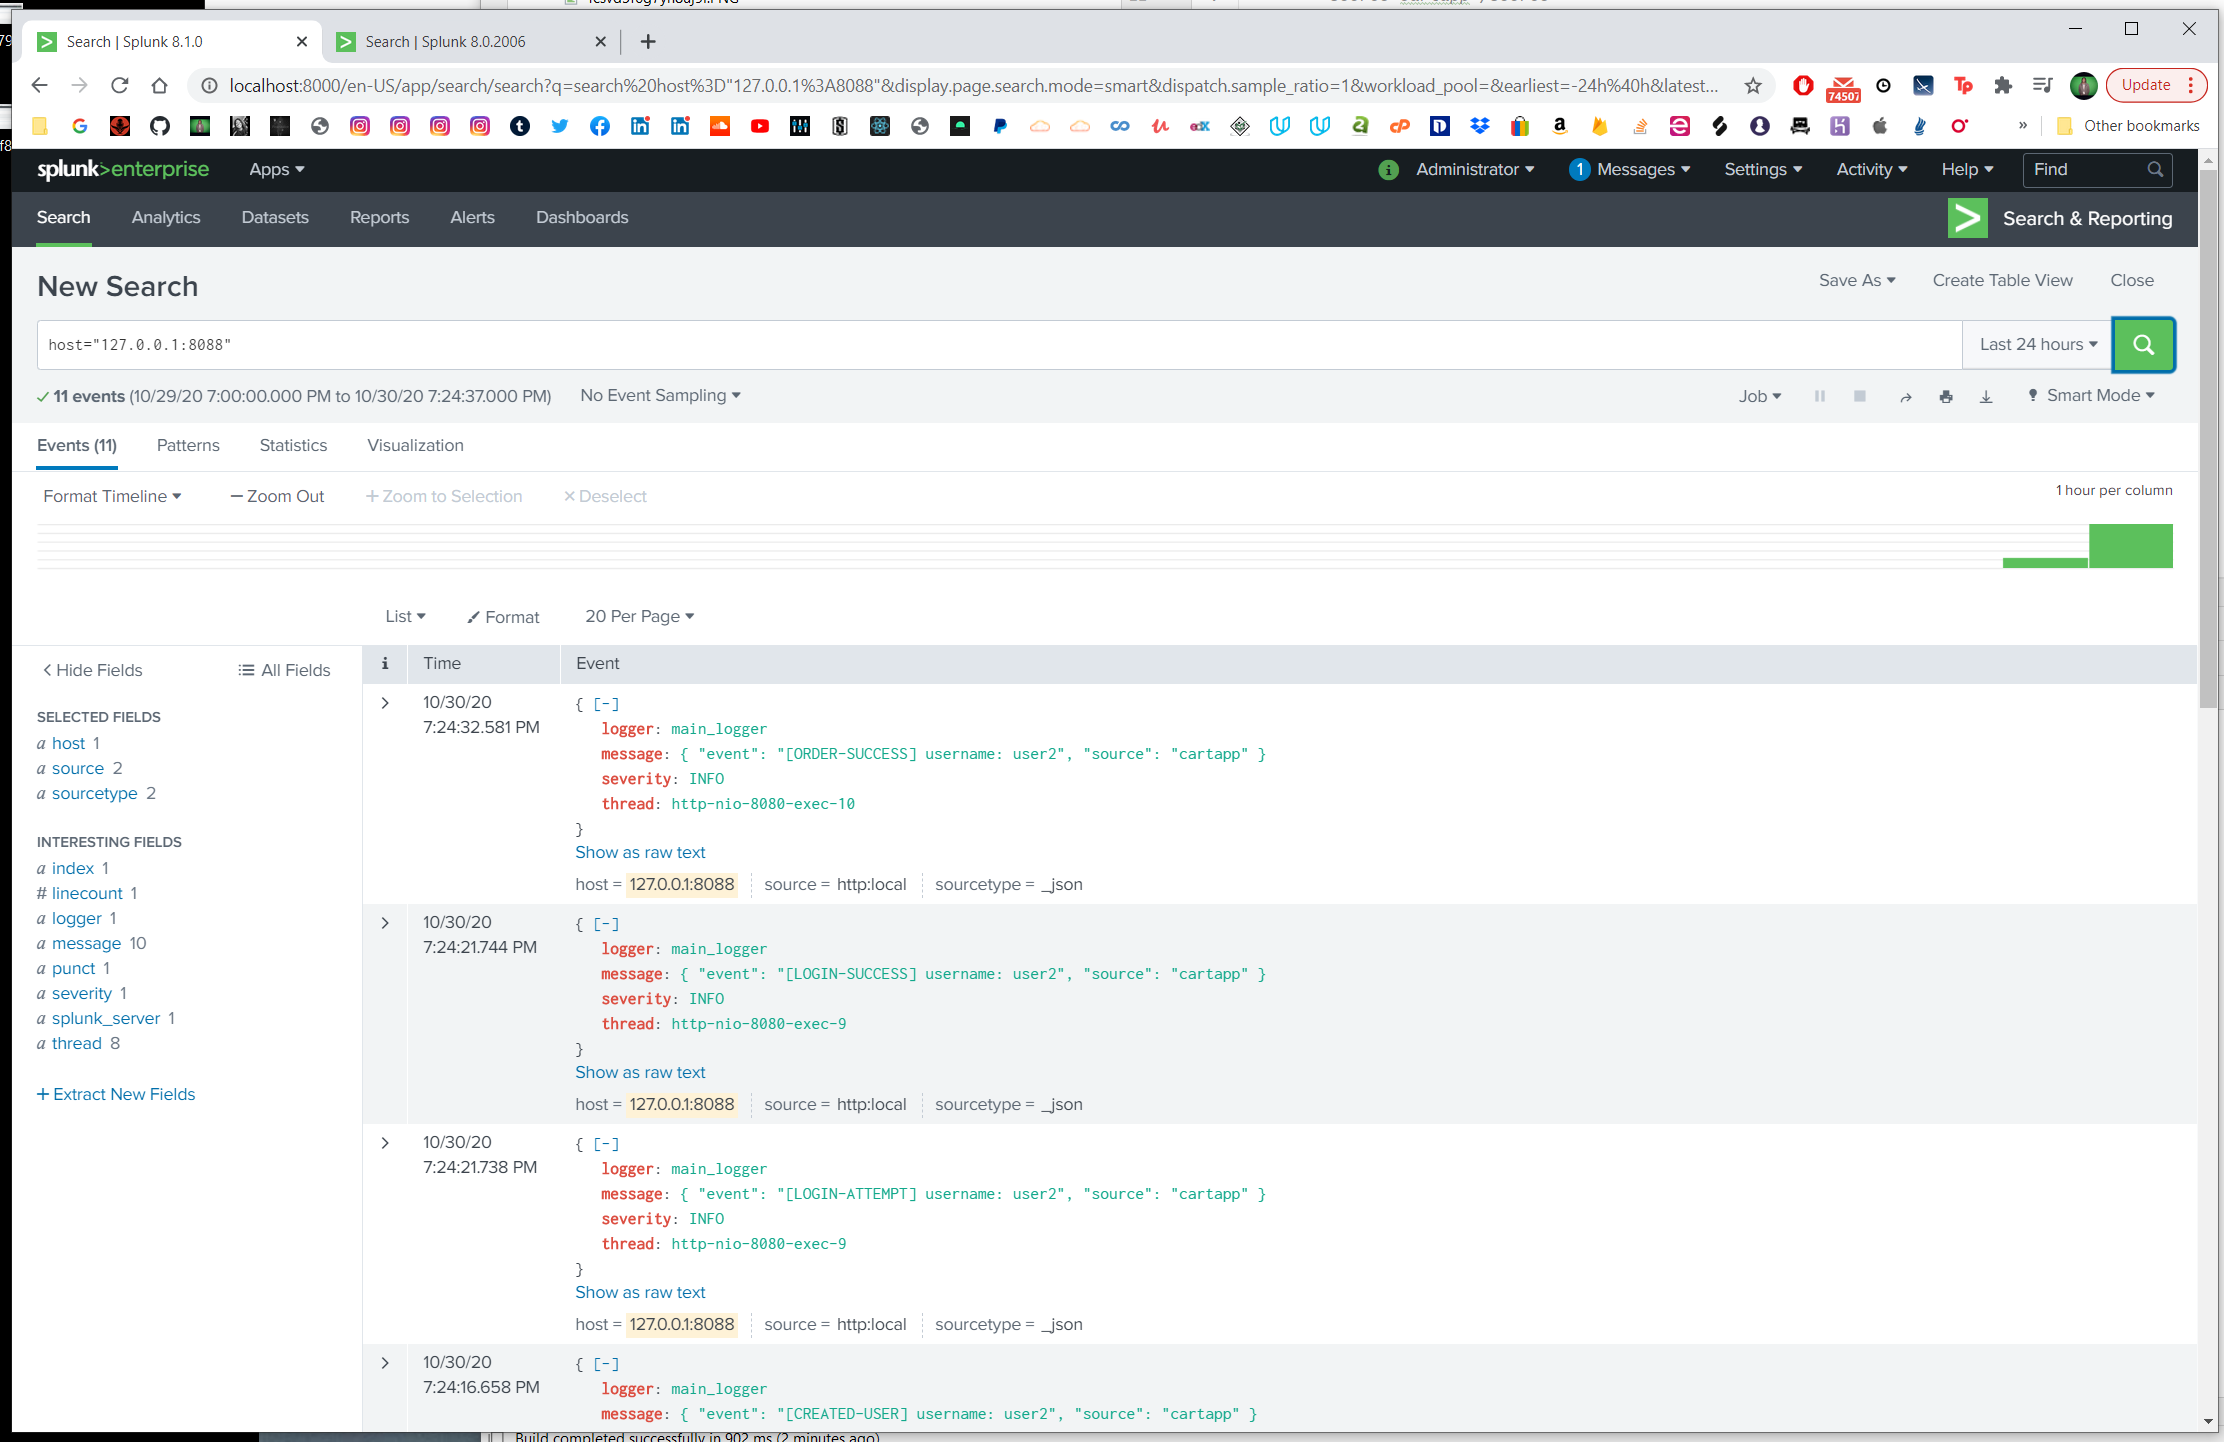 Search | Splunk 8.1.0
Search | Splunk 8.0.2006
localhost:8000/en-US/app/search/search?q=search%20host%3D"127.0.0.1%3A8088"&display.page.search.mode=smart&dispatch.sample_ratio=1&workload_pool=&earliest=-24h%40h&latest...
74507
Update
Other bookmarks
splunk>enterprise
Apps
Administrator
1 Messages
Settings
Activity
Help
Find
Search
Analytics
Datasets
Reports
Alerts
Dashboards
Search & Reporting
New Search
Save As
Create Table View
Close
host="127.0.0.1:8088"
Last 24 hours
11 events (10/29/20 7:00:00.000 PM to 10/30/20 7:24:37.000 PM)
No Event Sampling
Job
Smart Mode
Events (11)
Patterns
Statistics
Visualization
Format Timeline
Zoom Out
+ Zoom to Selection
Deselect
1 hour per column
List
Format
20 Per Page
Hide Fields
All Fields
SELECTED FIELDS
a host 1
a source 2
a sourcetype 2
INTERESTING FIELDS
a index 1
# linecount 1
a logger 1
a message 10
a punct 1
a severity 1
a splunk_server 1
a thread 8
+ Extract New Fields
i
Time
Event
10/30/20
7:24:32.581 PM
{ [-]
logger: main_logger
message: { "event": "[ORDER-SUCCESS] username: user2", "source": "cartapp" }
severity: INFO
thread: http-nio-8080-exec-10
}
Show as raw text
host = 127.0.0.1:8088
source = http:local
sourcetype = _json
10/30/20
7:24:21.744 PM
{ [-]
logger: main_logger
message: { "event": "[LOGIN-SUCCESS] username: user2", "source": "cartapp" }
severity: INFO
thread: http-nio-8080-exec-9
}
Show as raw text
host = 127.0.0.1:8088
source = http:local
sourcetype = _json
10/30/20
7:24:21.738 PM
{ [-]
logger: main_logger
message: { "event": "[LOGIN-ATTEMPT] username: user2", "source": "cartapp" }
severity: INFO
thread: http-nio-8080-exec-9
}
Show as raw text
host = 127.0.0.1:8088
source = http:local
sourcetype = _json
10/30/20
7:24:16.658 PM
{ [-]
logger: main_logger
message: { "event": "[CREATED-USER] username: user2", "source": "cartapp" }
Build completed successfully in 902 ms (2 minutes ago)